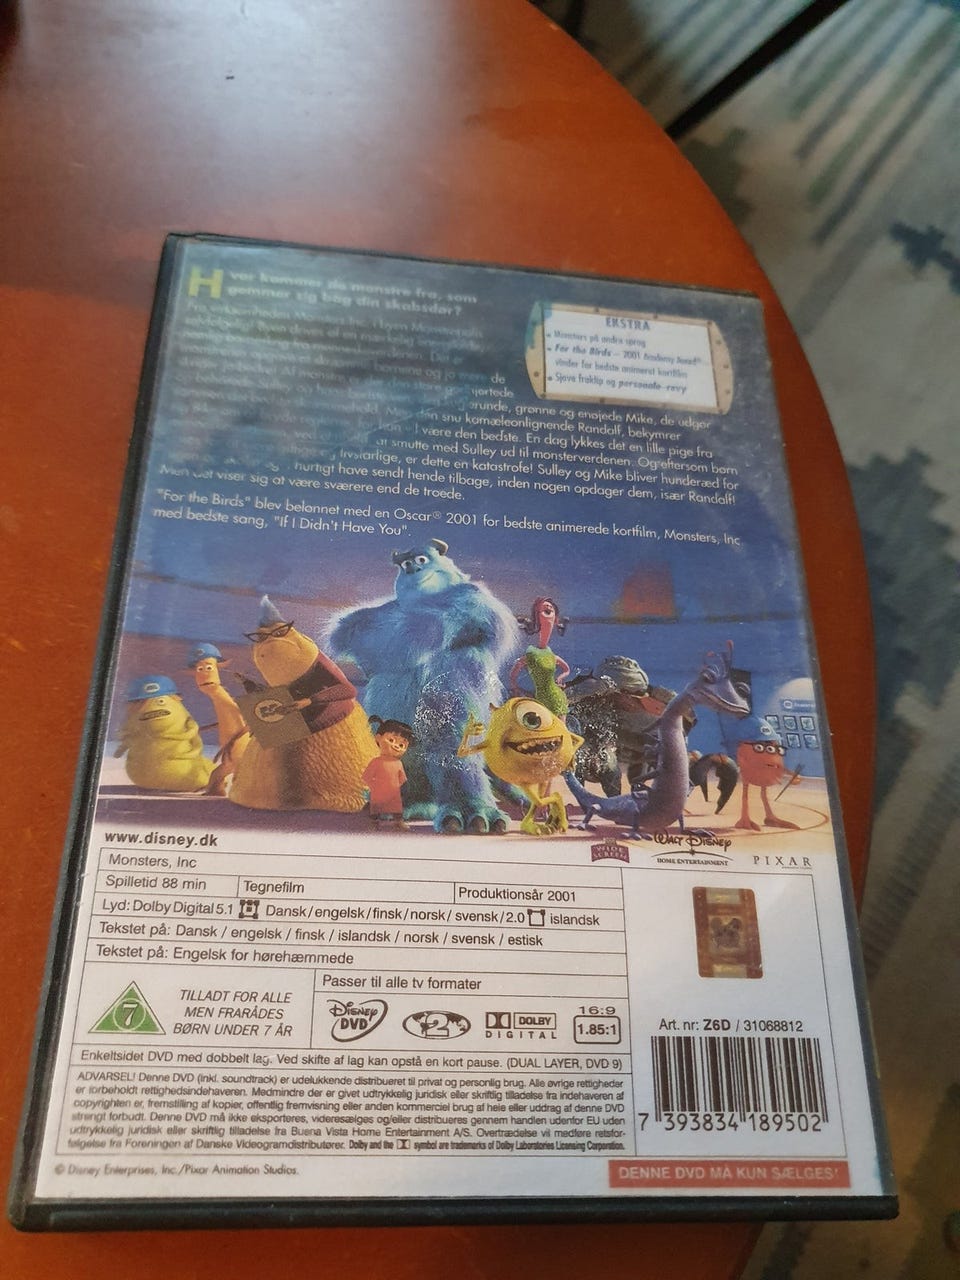 Hvor kommer de monstre fra, som
gemmer sig bag din skabsdør?
de
hjertede
runde, grønne og enøjede Mike, de udgør
den snu kamæleonlignende Randolf, bekymrer
være den bedste. En dag lykkes det en lille pige fra
at smutte med Sulley ud til monsterverdenen. Og eftersom børn
livsfarlige, er dette en katastrofe! Sulley og Mike bliver hunderæd for
hurtigt have sendt hende tilbage, inden nogen opdager dem, især Randolf!
Men det viser sig at være sværere end de troede.
"For the Birds" blev belønnet med en Oscar® 2001 for bedste animerede kortfilm, Monsters, Inc
med bedste sang, "If I Didn't Have You".
EKSTRA
• Monsters på andre sprog
• For the Birds – 2001 Academy Award®-
vinder for bedste animeret kortfilm
• Sjove fraklip og personale-revy
www.disney.dk
WIDE
SCREEN
WALT DISNEY
HOME ENTERTAINMENT
PIXAR
Monsters, Inc
Spilletid 88 min
Tegnefilm
Produktionsår 2001
Lyd: Dolby Digital 5.1 Dansk/engelsk/finsk/norsk/svensk/2.0 islandsk
Tekstet på: Dansk / engelsk / finsk / islandsk / norsk / svensk / estisk
Tekstet på: Engelsk for hørehæmmede
7
TILLADT FOR ALLE
MEN FRARÅDES
BØRN UNDER 7 ÅR
Passer til alle tv formater
DISNEY
DVD
2
DOLBY
DIGITAL
16:9
1.85:1
Enkeltsidet DVD med dobbelt lag. Ved skifte af lag kan opstå en kort pause. (DUAL LAYER, DVD 9)
ADVARSEL! Denne DVD (inkl. soundtrack) er udelukkende distribueret til privat og personlig brug. Alle øvrige rettigheder
er forbeholdt rettighedsindehaveren. Medmindre der er givet udtrykkelig juridisk eller skriftlig tilladelse fra indehaveren af
copyrighten er, fremstilling af kopier, offentlig fremvisning eller anden kommerciel brug af hele eller uddrag af denne DVD
strengt forbudt. Denne DVD må ikke eksporteres, videresælges og/eller distribueres gennem handlen udenfor EU uden
udtrykkelig juridisk eller skriftlig tilladelse fra Buena Vista Home Entertainment A/S. Overtrædelse vil medføre retsfor-
følgelse fra Foreningen af Danske Videogramdistributører. Dolby and the symbol are trademarks of Dolby Laboratories Licensing Corporation.
Art. nr: Z6D / 31068812
7 393834 189502
© Disney Enterprises, Inc./Pixar Animation Studios.
DENNE DVD MÅ KUN SÆLGES!